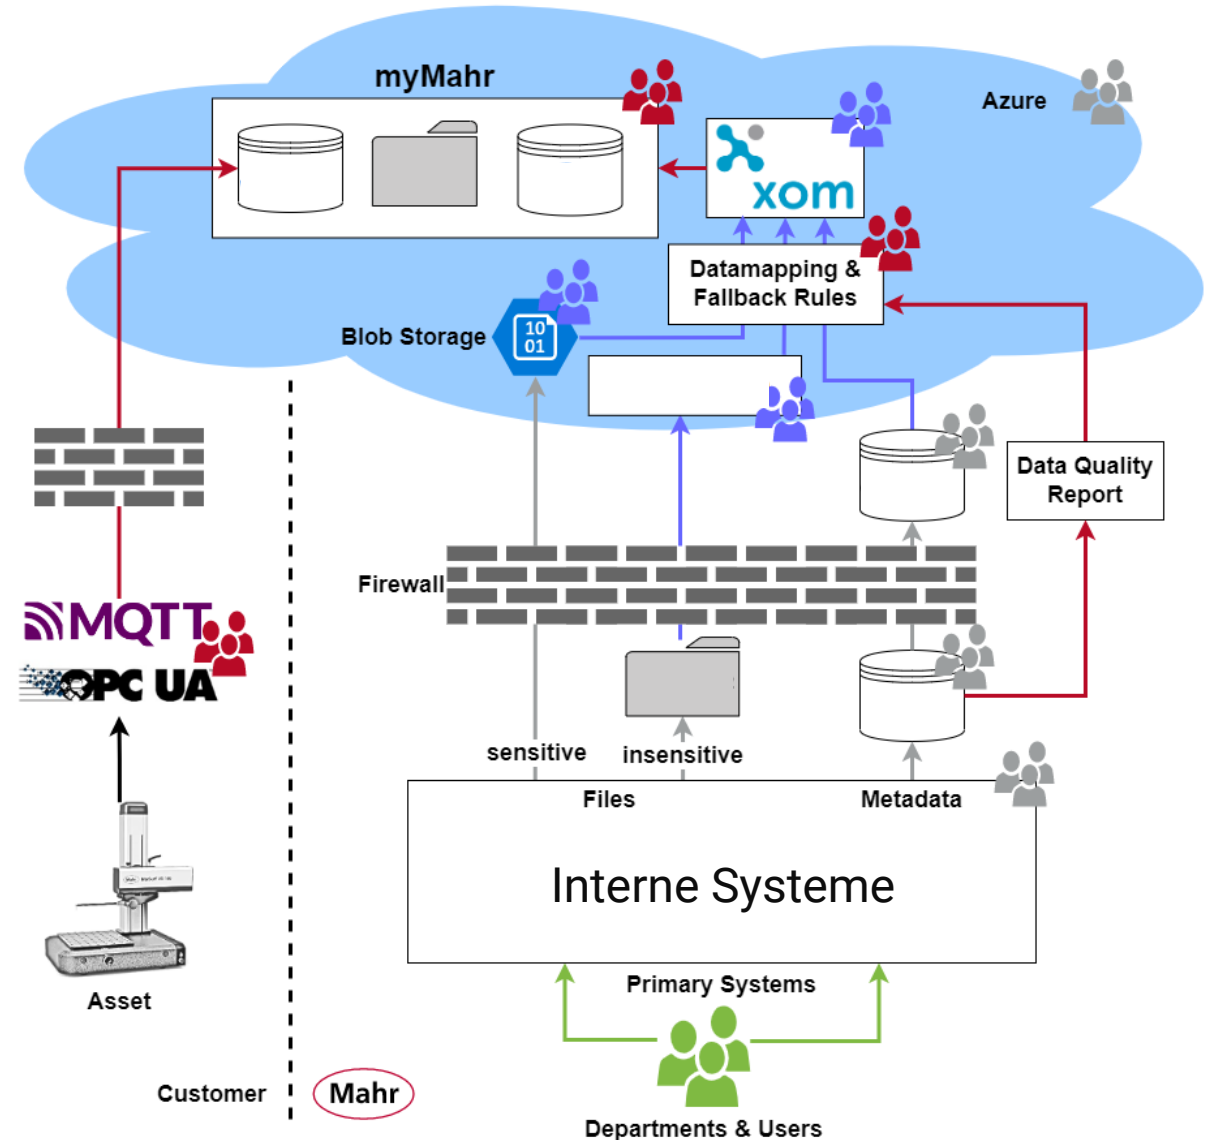 myMahr
Azure
xom
Datamapping &
Fallback Rules
Blob Storage
10
01
Data Quality
Report
Firewall
MQTT
OPC UA
sensitive
insensitive
Files
Metadata
Interne Systeme
Primary Systems
Asset
Customer
Mahr
Departments & Users